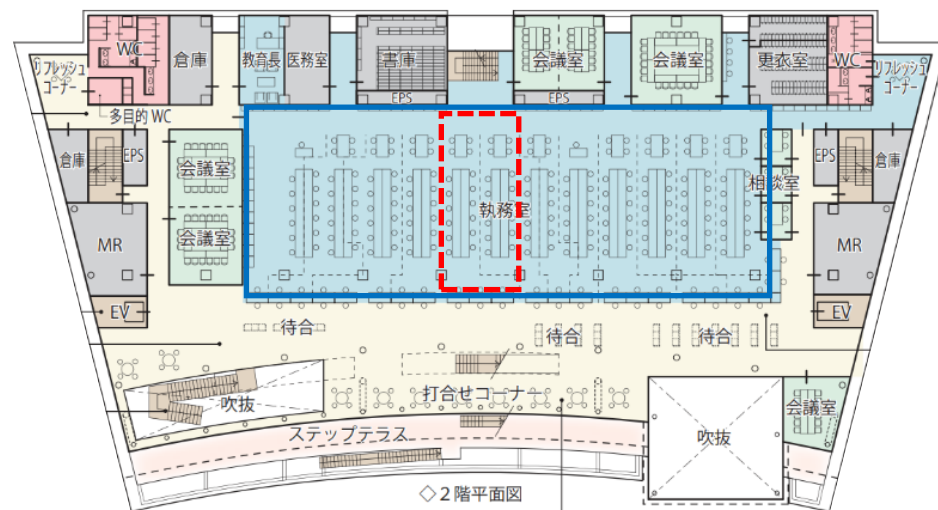 WC
倉庫
教育長
医務室
書庫
会議室
会議室
更衣室
WC
リフレッシュ
コーナー
リフレッシュ
コーナー
EPS
EPS
多目的 WC
倉庫
EPS
会議室
相談室
EPS
倉庫
執務室
会議室
MR
MR
EV
EV
待合
待合
待合
打合せコーナー
吹抜
会議室
ステップテラス
吹抜
◇2階平面図